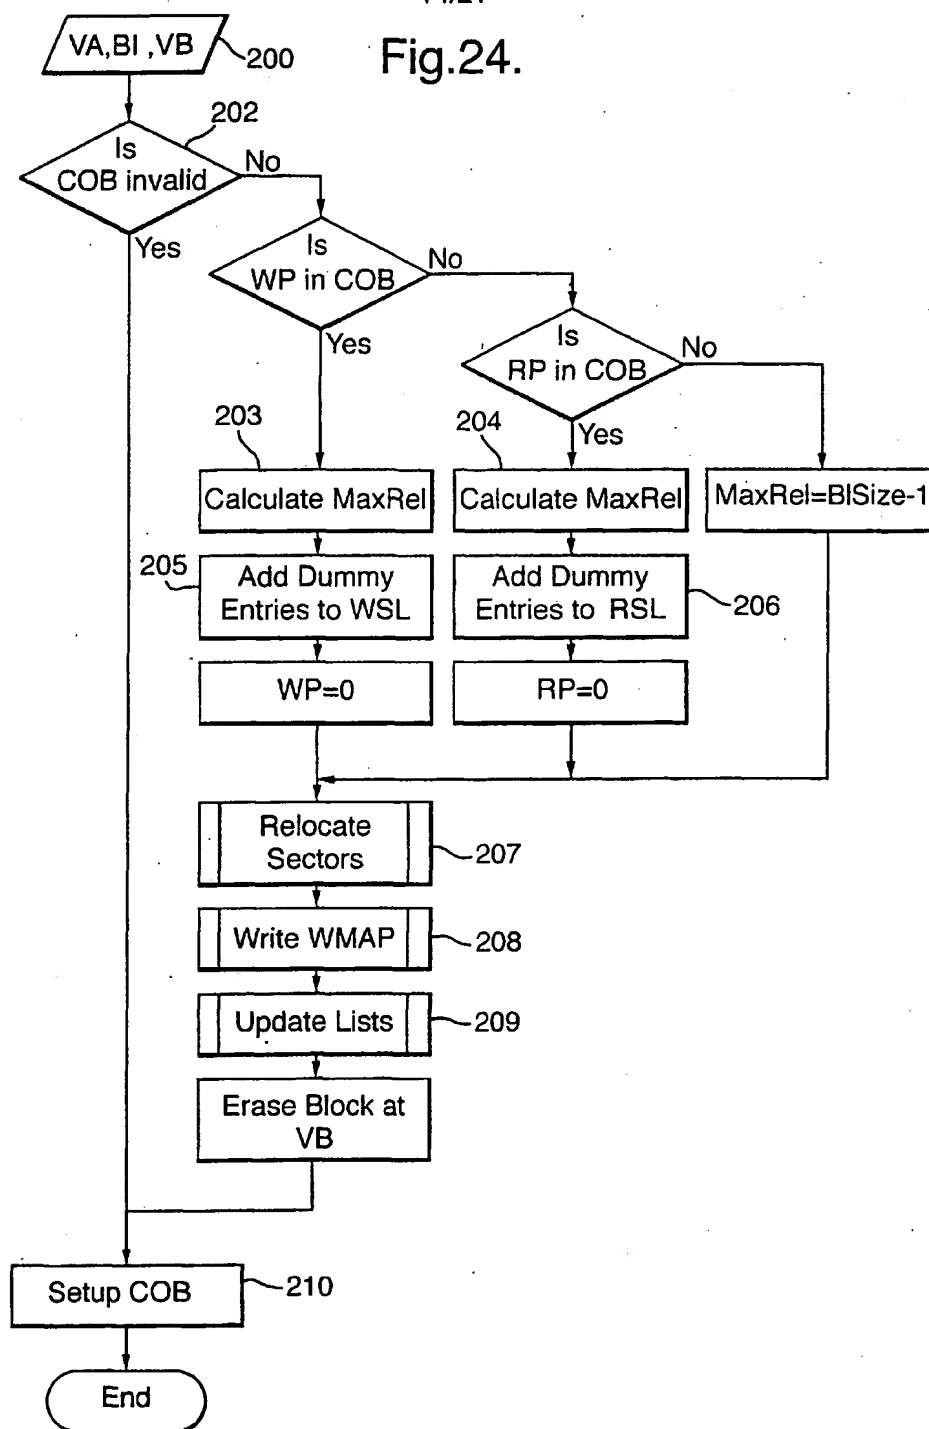 VA,BI ,VB
200
Fig.24.
202
Is
COB invalid
No
Yes
Is
WP in COB
No
Yes
Is
RP in COB
No
Yes
203
204
Calculate MaxRel
Calculate MaxRel
MaxRel=BlSize-1
205
Add Dummy
Entries to WSL
Add Dummy
Entries to RSL
206
WP=0
RP=0
Relocate
Sectors
207
Write WMAP
208
Update Lists
209
Erase Block at
VB
Setup COB
210
End